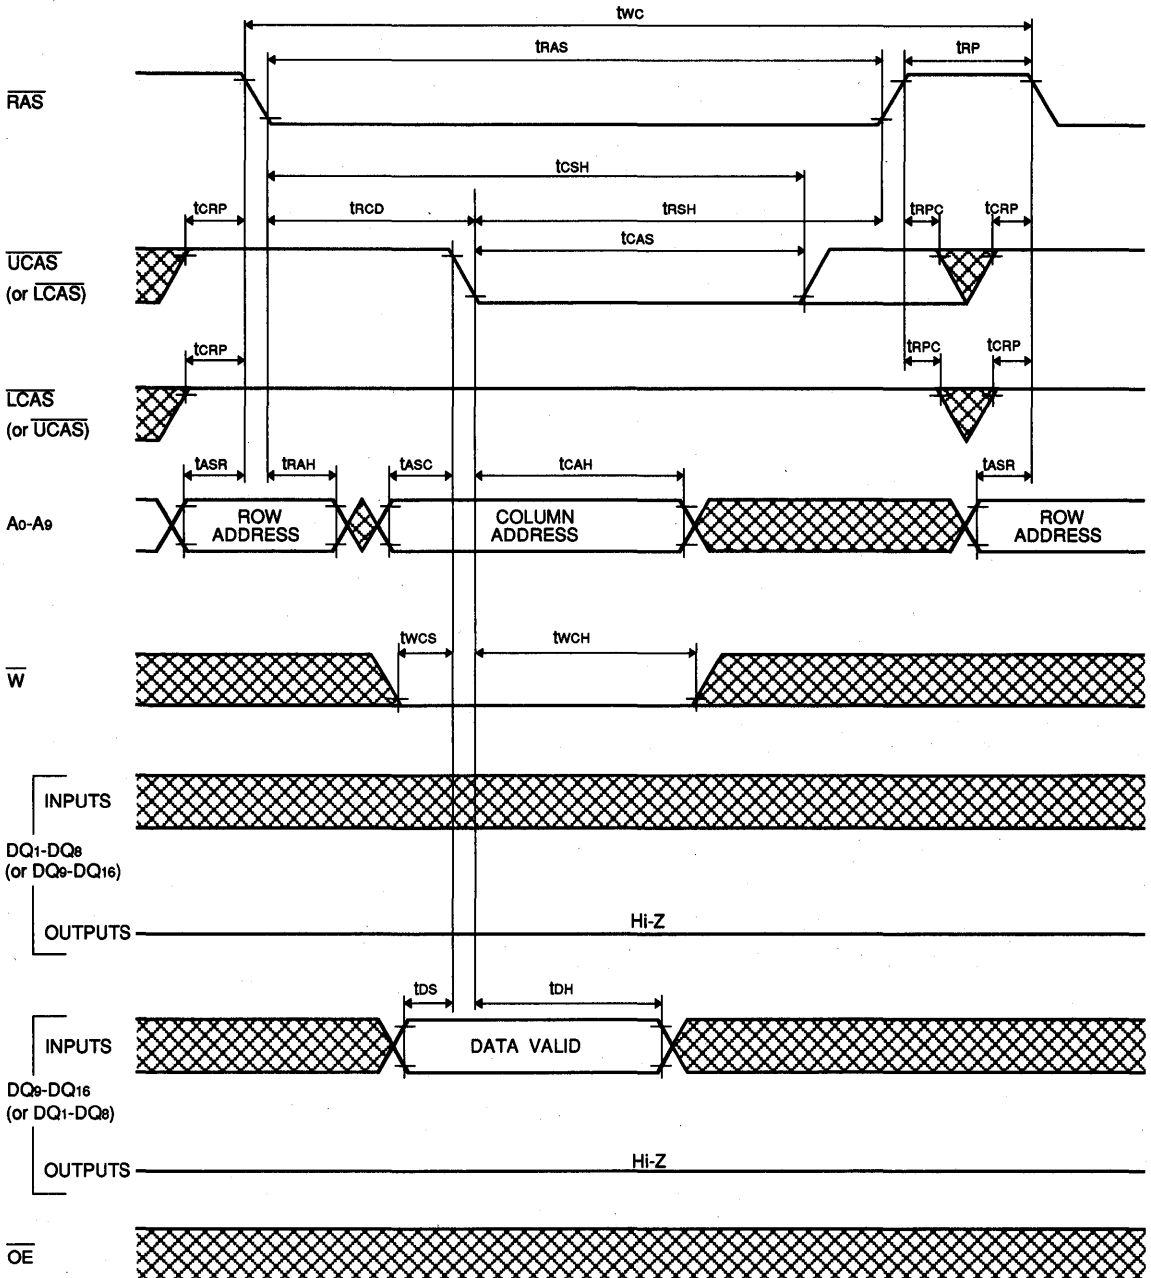 tWC
tRAS
tRP
RAS
tCSH
tCRP
tRCD
tRSH
tRPC
tCRP
tCAS
UCAS
(or LCAS)
tCRP
tRPC
tCRP
LCAS
(or UCAS)
tASR
tRAH
tASC
tCAH
tASR
A0-A9
ROW
ADDRESS
COLUMN
ADDRESS
ROW
ADDRESS
tWCS
tWCH
W
INPUTS
DQ1-DQ8
(or DQ9-DQ16)
Hi-Z
OUTPUTS
tDS
tDH
INPUTS
DATA VALID
DQ9-DQ16
(or DQ1-DQ8)
Hi-Z
OUTPUTS
OE